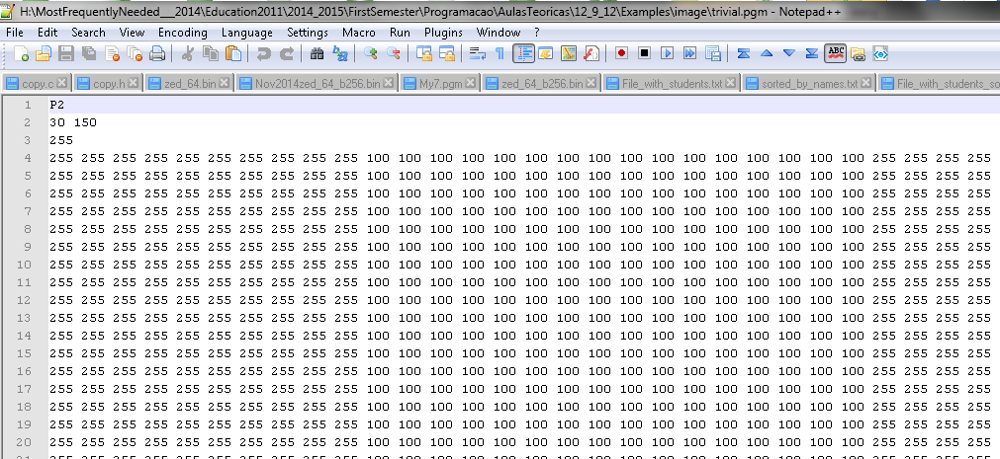 H:\MostFrequentlyNeeded___2014\Education2011\2014_2015\FirstSemester\Programacao\AulasTeoricas\12_9_12\Examples\image\trivial.pgm - Notepad++
File Edit Search View Encoding Language Settings Macro Run Plugins Window ?
ABC
copy.c copy.h zed_64.bin Nov2014zed_64_b256.bin My7.pgm zed_64_b256.bin File_with_students.txt sorted_by_names.txt File_with_students_so
1 P2
2 30 150
3 255
4 255 255 255 255 255 255 255 255 255 255 100 100 100 100 100 100 100 100 100 100 100 100 100 100 100 100 255 255 255 255
5 255 255 255 255 255 255 255 255 255 255 100 100 100 100 100 100 100 100 100 100 100 100 100 100 100 100 255 255 255 255
6 255 255 255 255 255 255 255 255 255 255 100 100 100 100 100 100 100 100 100 100 100 100 100 100 100 100 255 255 255 255
7 255 255 255 255 255 255 255 255 255 255 100 100 100 100 100 100 100 100 100 100 100 100 100 100 100 100 255 255 255 255
8 255 255 255 255 255 255 255 255 255 255 100 100 100 100 100 100 100 100 100 100 100 100 100 100 100 100 255 255 255 255
9 255 255 255 255 255 255 255 255 255 255 100 100 100 100 100 100 100 100 100 100 100 100 100 100 100 100 255 255 255 255
10 255 255 255 255 255 255 255 255 255 255 100 100 100 100 100 100 100 100 100 100 100 100 100 100 100 100 255 255 255 255
11 255 255 255 255 255 255 255 255 255 255 100 100 100 100 100 100 100 100 100 100 100 100 100 100 100 100 255 255 255 255
12 255 255 255 255 255 255 255 255 255 255 100 100 100 100 100 100 100 100 100 100 100 100 100 100 100 100 255 255 255 255
13 255 255 255 255 255 255 255 255 255 255 100 100 100 100 100 100 100 100 100 100 100 100 100 100 100 100 255 255 255 255
14 255 255 255 255 255 255 255 255 255 255 100 100 100 100 100 100 100 100 100 100 100 100 100 100 100 100 255 255 255 255
15 255 255 255 255 255 255 255 255 255 255 100 100 100 100 100 100 100 100 100 100 100 100 100 100 100 100 255 255 255 255
16 255 255 255 255 255 255 255 255 255 255 100 100 100 100 100 100 100 100 100 100 100 100 100 100 100 100 255 255 255 255
17 255 255 255 255 255 255 255 255 255 255 100 100 100 100 100 100 100 100 100 100 100 100 100 100 100 100 255 255 255 255
18 255 255 255 255 255 255 255 255 255 255 100 100 100 100 100 100 100 100 100 100 100 100 100 100 100 100 255 255 255 255
19 255 255 255 255 255 255 255 255 255 255 100 100 100 100 100 100 100 100 100 100 100 100 100 100 100 100 255 255 255 255
20 255 255 255 255 255 255 255 255 255 255 100 100 100 100 100 100 100 100 100 100 100 100 100 100 100 100 255 255 255 255